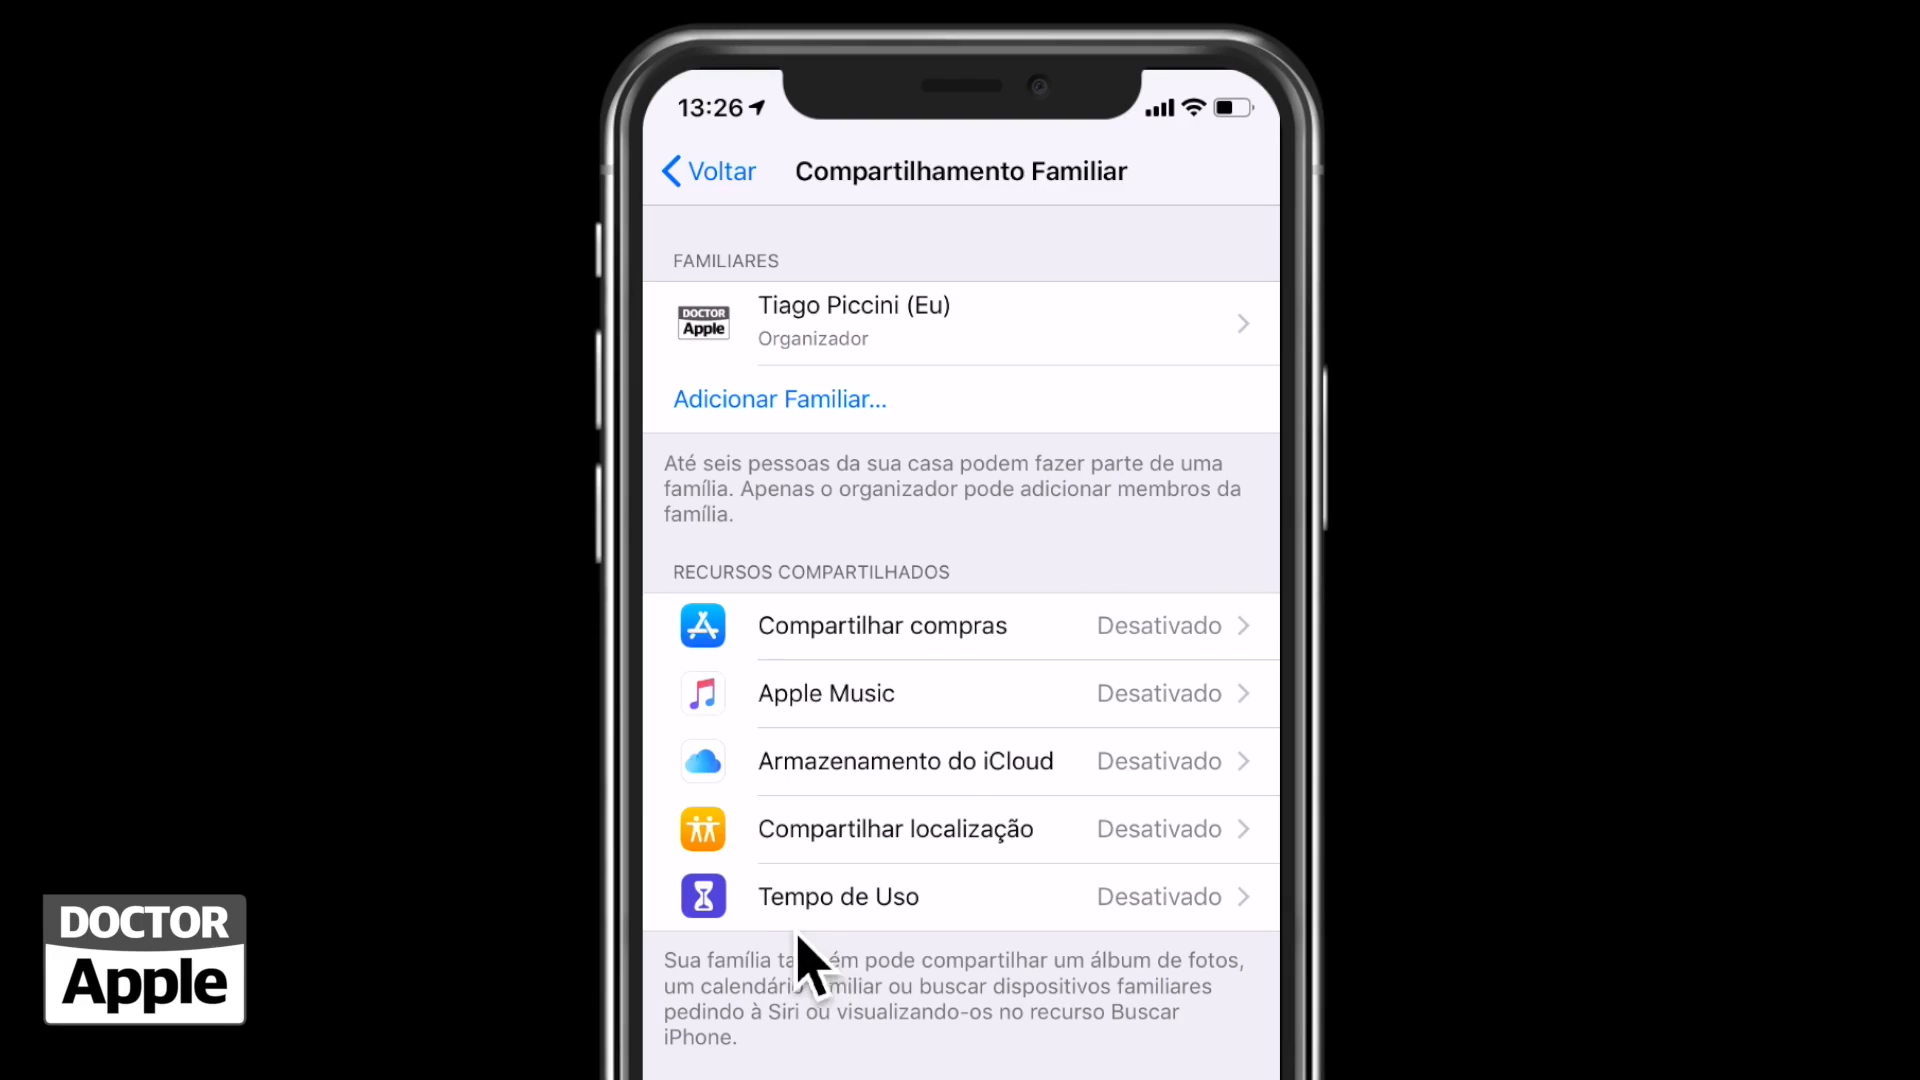 13:26
Voltar
Compartilhamento Familiar
FAMILIARES
DOCTOR
Apple
Tiago Piccini (Eu)
Organizador
Adicionar Familiar...
Até seis pessoas da sua casa podem fazer parte de uma
família. Apenas o organizador pode adicionar membros da
família.
RECURSOS COMPARTILHADOS
Compartilhar compras Desativado
Apple Music Desativado
Armazenamento do iCloud Desativado
Compartilhar localização Desativado
Tempo de Uso Desativado
Sua família pode compartilhar um álbum de fotos,
um ou buscar dispositivos familiares
pedindo à Siri ou visualizando-os no recurso Buscar
iPhone.
DOCTOR
Apple